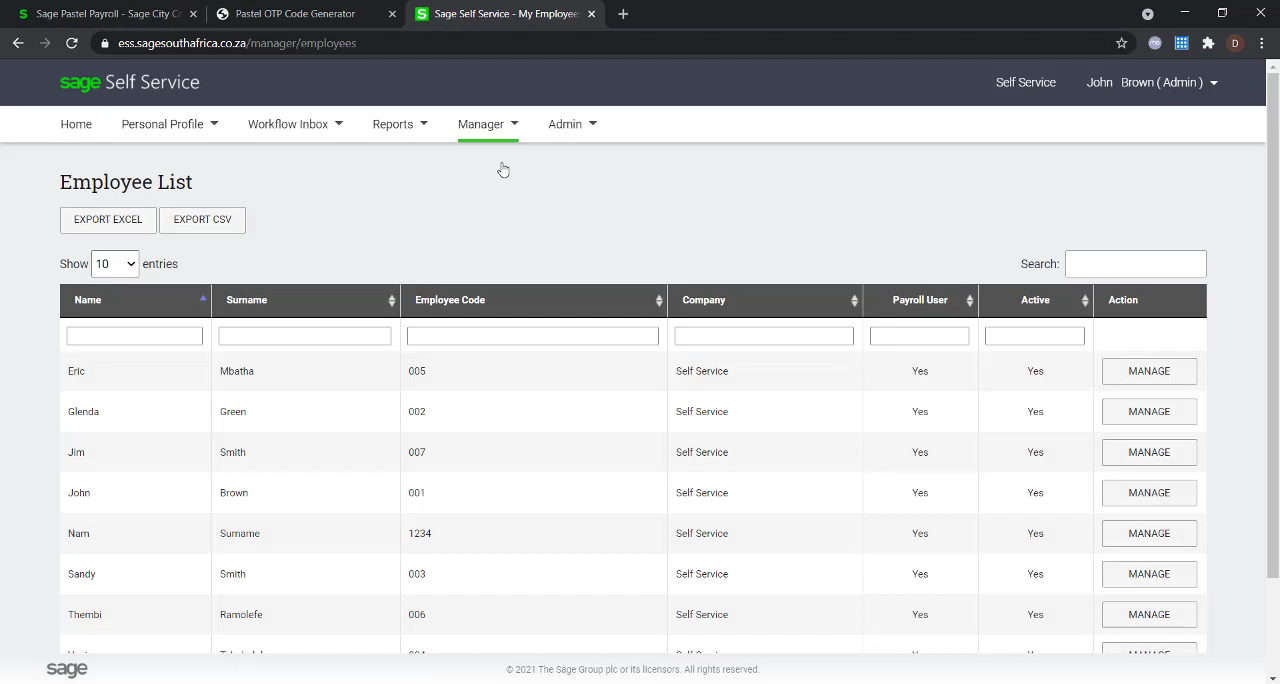 Sage Pastel Payroll - Sage City C
Pastel OTP Code Generator
Sage Self Service - My Employee
ess.sagesouthafrica.co.za/manager/employees
D
sage Self Service
Self Service
John Brown ( Admin )
Home
Personal Profile
Workflow Inbox
Reports
Manager
Admin
Employee List
EXPORT EXCEL
EXPORT CSV
Show 10 entries
Search:
Name Surname Employee Code Company Payroll User Active Action
Eric Mbatha 005 Self Service Yes Yes MANAGE
Glenda Green 002 Self Service Yes Yes MANAGE
Jim Smith 007 Self Service Yes Yes MANAGE
John Brown 001 Self Service Yes Yes MANAGE
Nam Surname 1234 Self Service Yes Yes MANAGE
Sandy Smith 003 Self Service Yes Yes MANAGE
Thembi Ramolefe 006 Self Service Yes Yes MANAGE
sage
© 2021 The Sage Group plc or its licensors. All rights reserved.